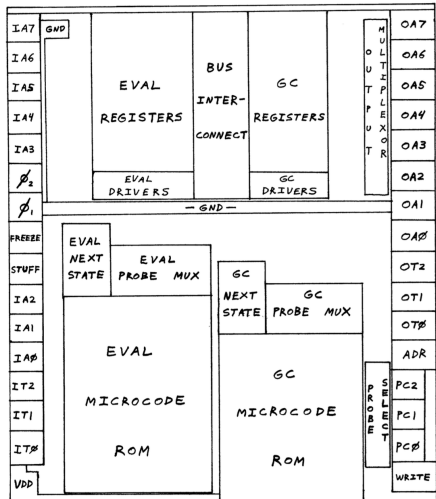 IA7
IA6
IA5
IA4
IA3
Ø2
Ø1
FREEZE
STUFF
IA2
IA1
IAØ
IT2
IT1
ITØ
VDD
GND
EVAL
REGISTERS
EVAL
DRIVERS
BUS
INTER-
CONNECT
GC
REGISTERS
GC
DRIVERS
OUTPUT
MULTIPLEXOR
— GND —
EVAL
NEXT
STATE
EVAL
PROBE MUX
EVAL
MICROCODE
ROM
GC
NEXT
STATE
GC
PROBE MUX
GC
MICROCODE
ROM
PROBE
SELECT
OA7
OA6
OA5
OA4
OA3
OA2
OA1
OAØ
OT2
OT1
OTØ
ADR
PC2
PC1
PCØ
WRITE